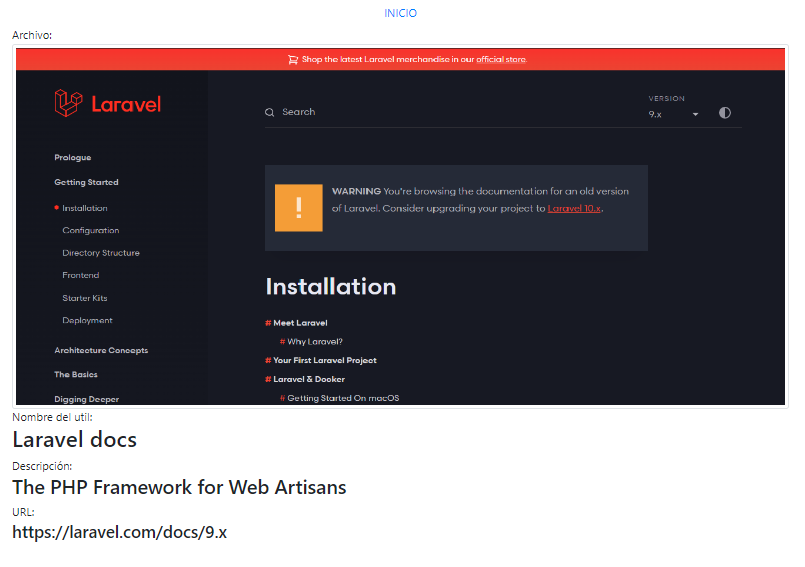 INICIO
Archivo:
Shop the latest Laravel merchandise in our official store.
Laravel
Search
VERSION
9.x
Prologue
Getting Started
Installation
Configuration
Directory Structure
Frontend
Starter Kits
Deployment
Architecture Concepts
The Basics
Digging Deeper
WARNING You're browsing the documentation for an old version
of Laravel. Consider upgrading your project to Laravel 10.x.
Installation
# Meet Laravel
# Why Laravel?
# Your First Laravel Project
# Laravel & Docker
# Getting Started On macOS
Nombre del util:
Laravel docs
Descripción:
The PHP Framework for Web Artisans
URL:
https://laravel.com/docs/9.x